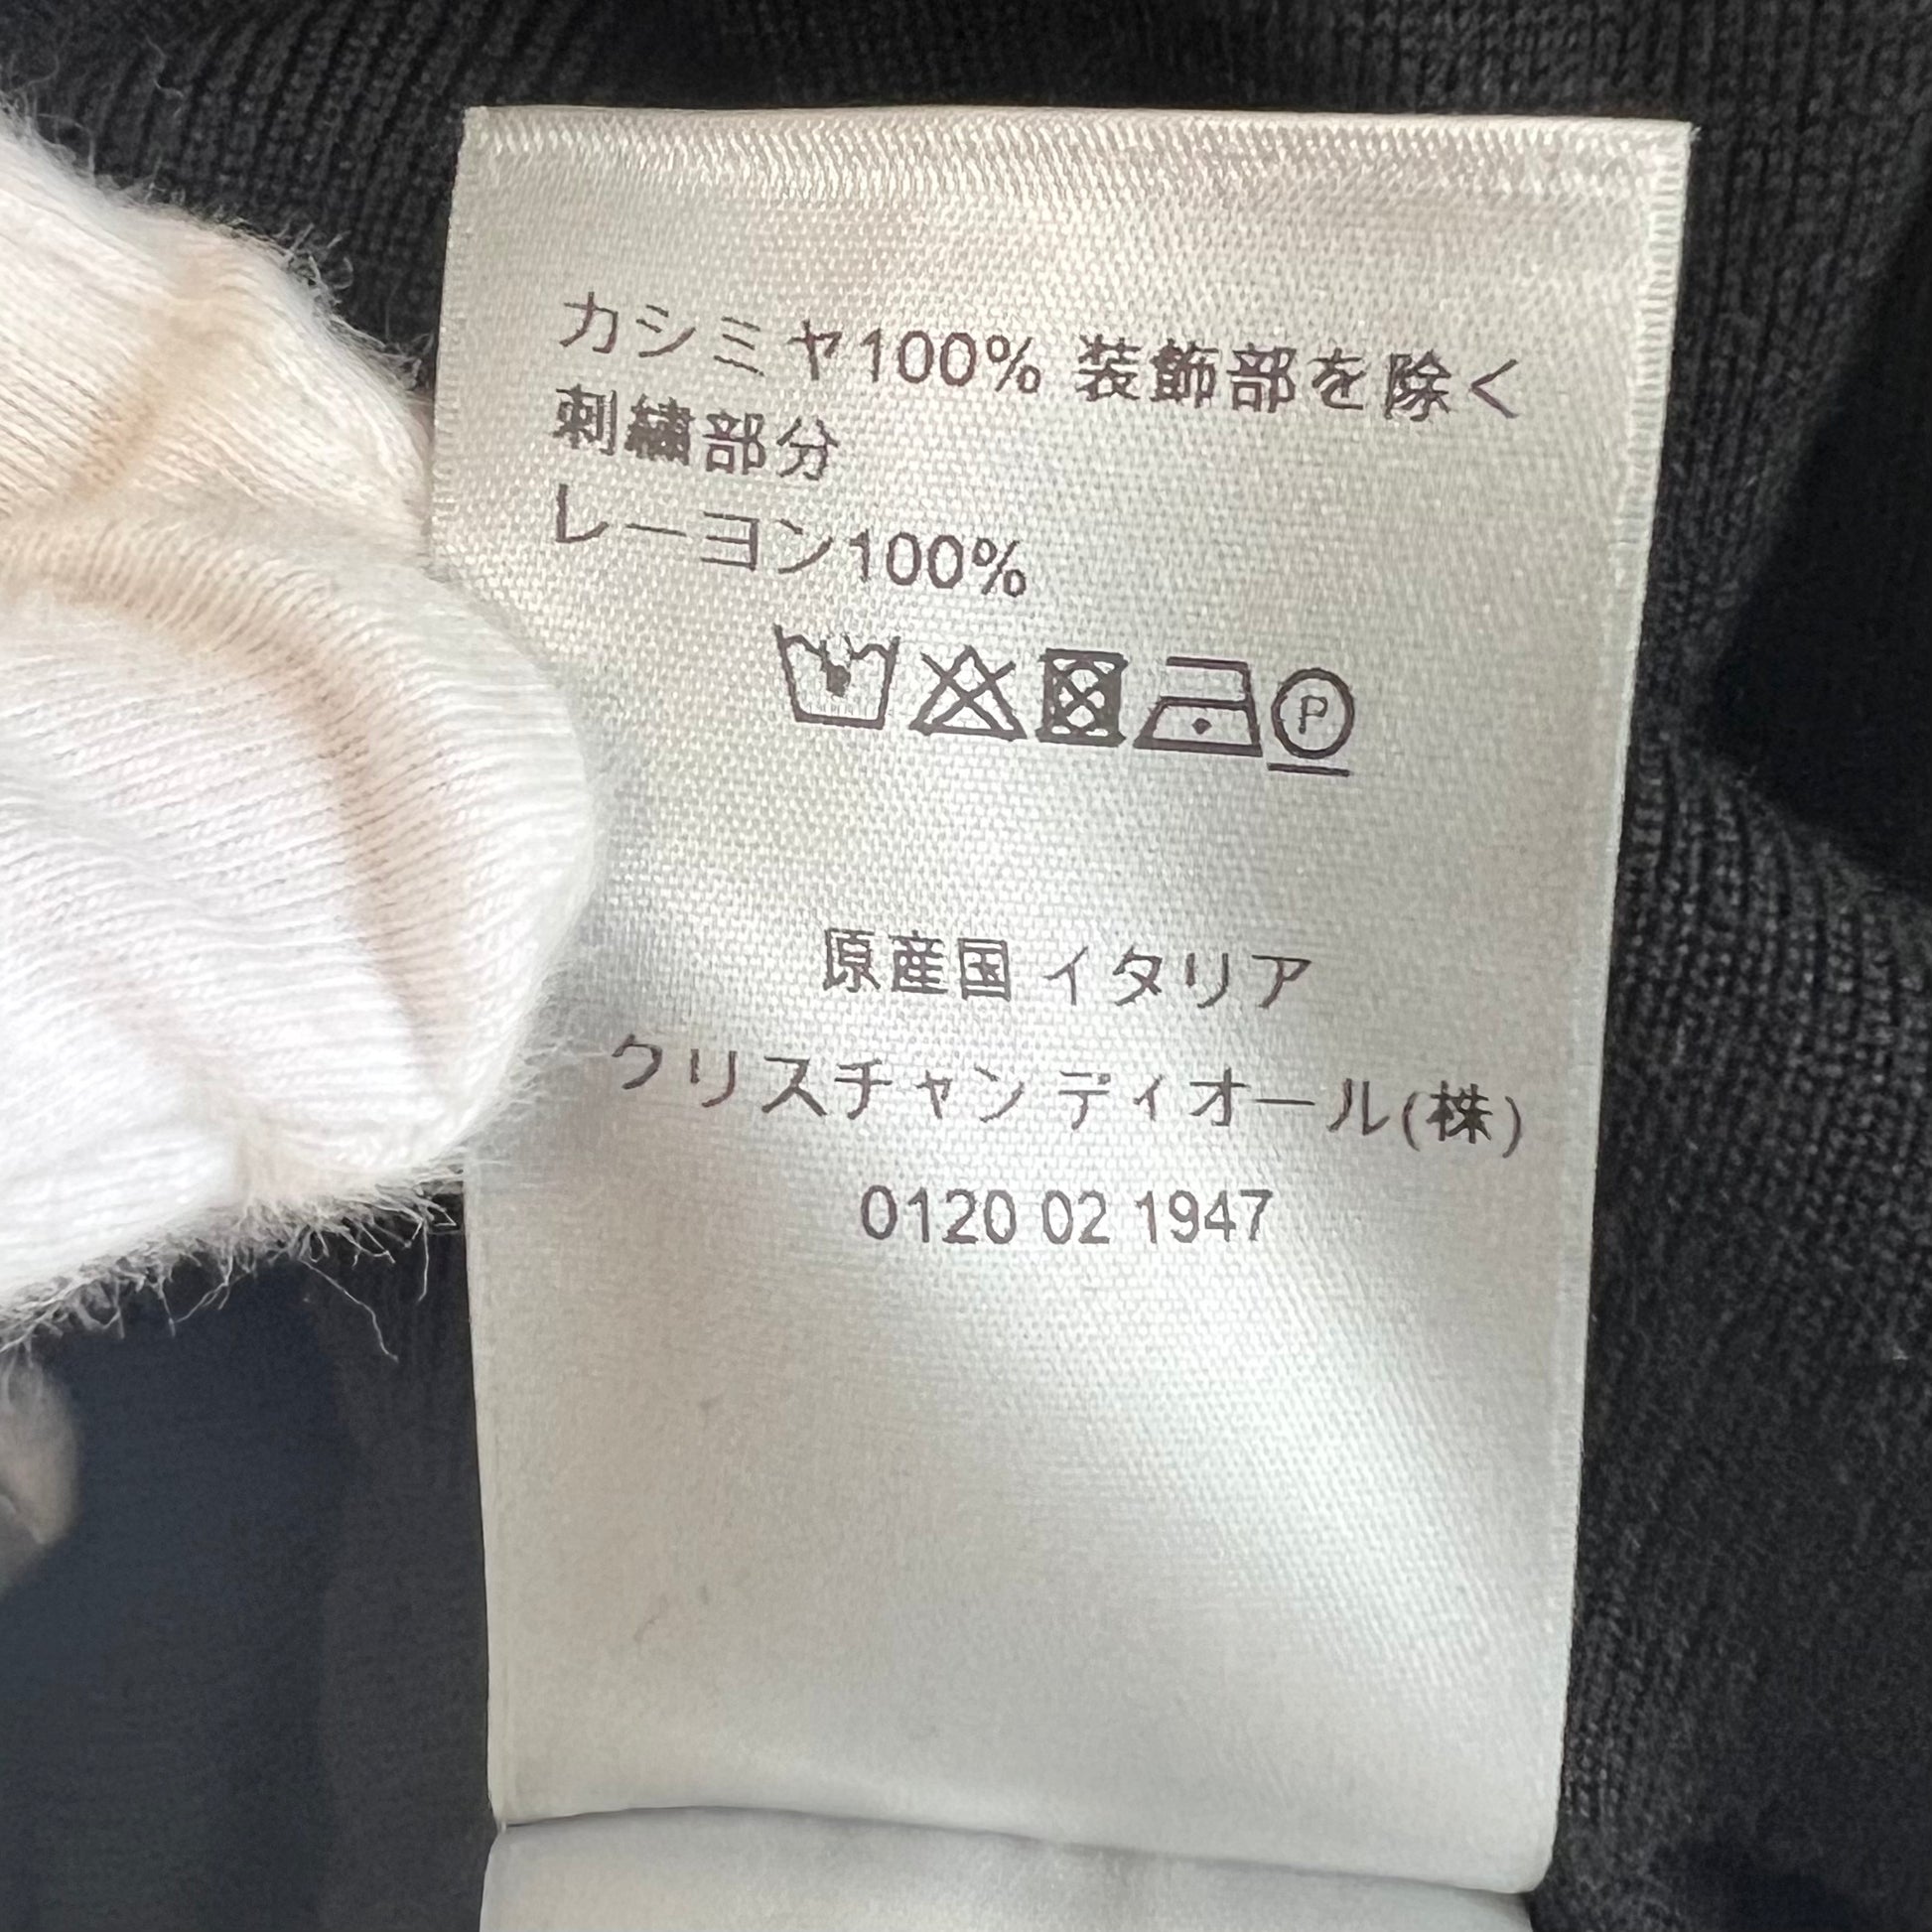 カシミヤ100% 装飾部を除く
刺繍部分
レーヨン100%
P
原産国 イタリア
クリスチャン ディオール(株)
0120 02 1947